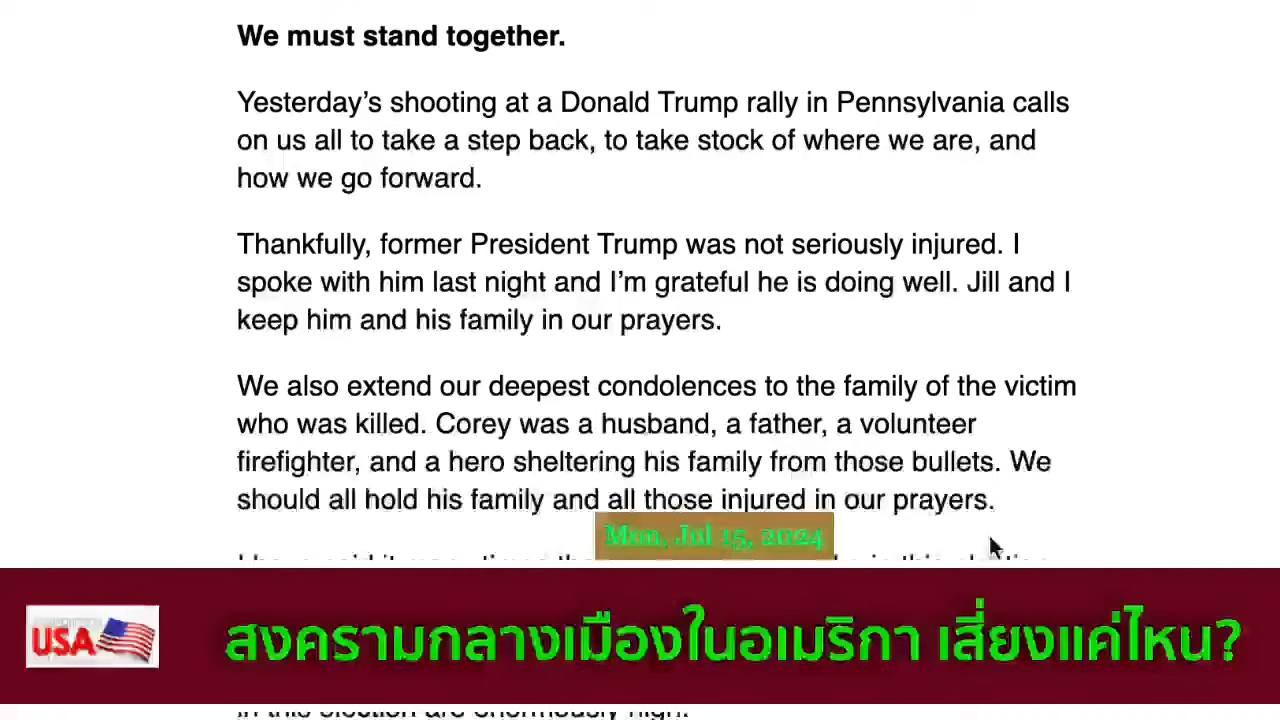 We must stand together.
Yesterday’s shooting at a Donald Trump rally in Pennsylvania calls
on us all to take a step back, to take stock of where we are, and
how we go forward.
Thankfully, former President Trump was not seriously injured. I
spoke with him last night and I’m grateful he is doing well. Jill and I
keep him and his family in our prayers.
We also extend our deepest condolences to the family of the victim
who was killed. Corey was a husband, a father, a volunteer
firefighter, and a hero sheltering his family from those bullets. We
should all hold his family and all those injured in our prayers.
Mon, Jul 15, 2024
USA
สงครามกลางเมืองในอเมริกา เสี่ยงแค่ไหน?
in this election are enormously high.